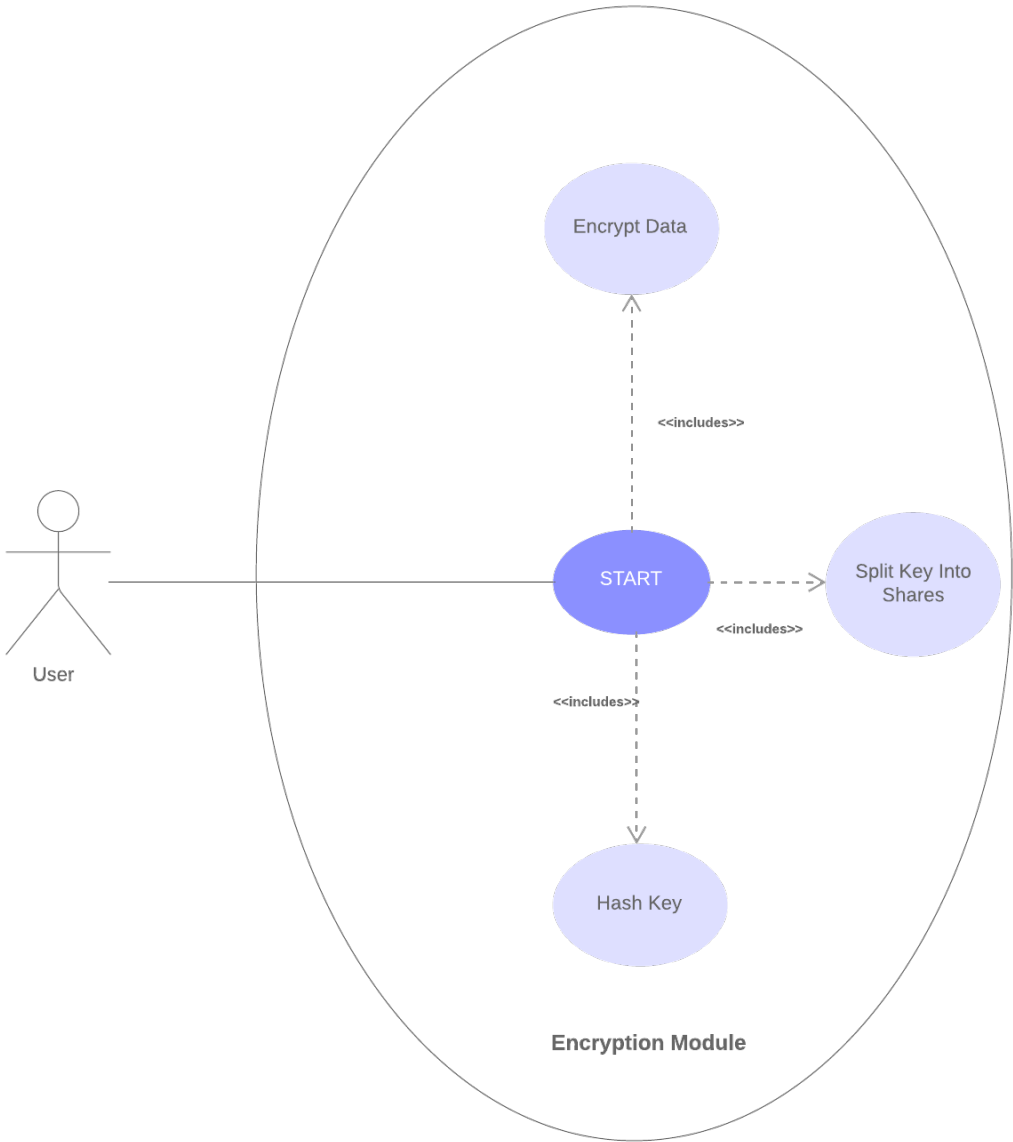 Encrypt Data
<<includes>>
START
Split Key Into
Shares
<<includes>>
User
<<includes>>
Hash Key
Encryption Module